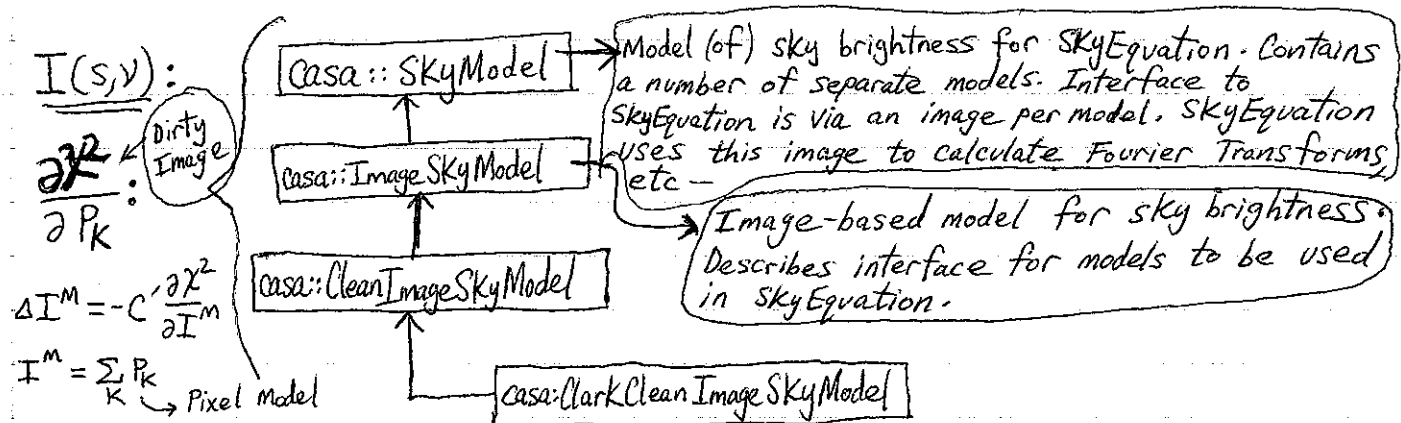 I(s,ν):
Dirty
Image
∂χ²
∂ P_K :
ΔI^M = -C' ∂χ²
∂I^M
I^M = Σ_K P_K
→ Pixel Model
casa:: SkyModel
casa::ImageSkyModel
casa::CleanImageSkyModel
casa:ClarkCleanImageSkyModel
Model (of) sky brightness for SkyEquation. Contains
a number of separate models. Interface to
SkyEquation is via an image per model. SkyEquation
uses this image to calculate Fourier Transforms,
etc -
Image-based model for sky brightness.
Describes interface for models to be used
in SkyEquation.